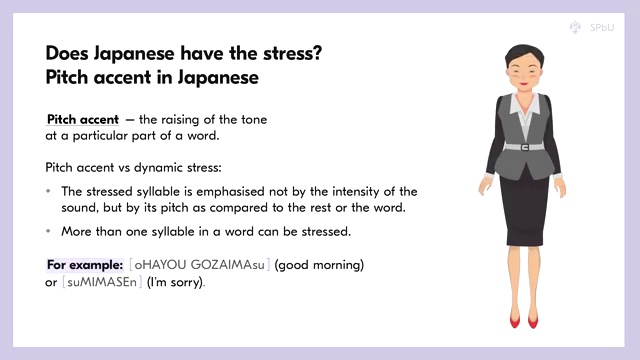 SPbU
Does Japanese have the stress?
Pitch accent in Japanese
Pitch accent – the raising of the tone
at a particular part of a word.
Pitch accent vs dynamic stress:
• The stressed syllable is emphasised not by the intensity of the
sound, but by its pitch as compared to the rest or the word.
• More than one syllable in a word can be stressed.
For example: [oHAYOU GOZAIMAsu] (good morning)
or [suMIMASEn] (I'm sorry).